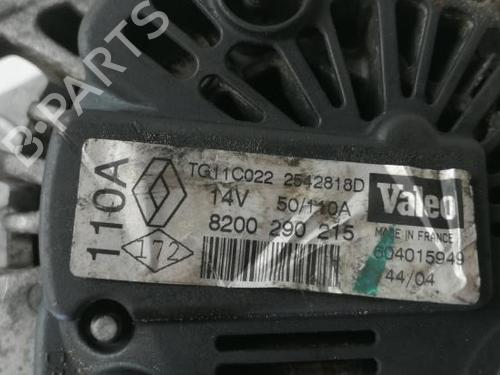 B-PARTS
110A
TG11C022 2542818D
14V 50/110A
8200 290 215
172
Valeo
MADE IN FRANCE
604015949
44/04